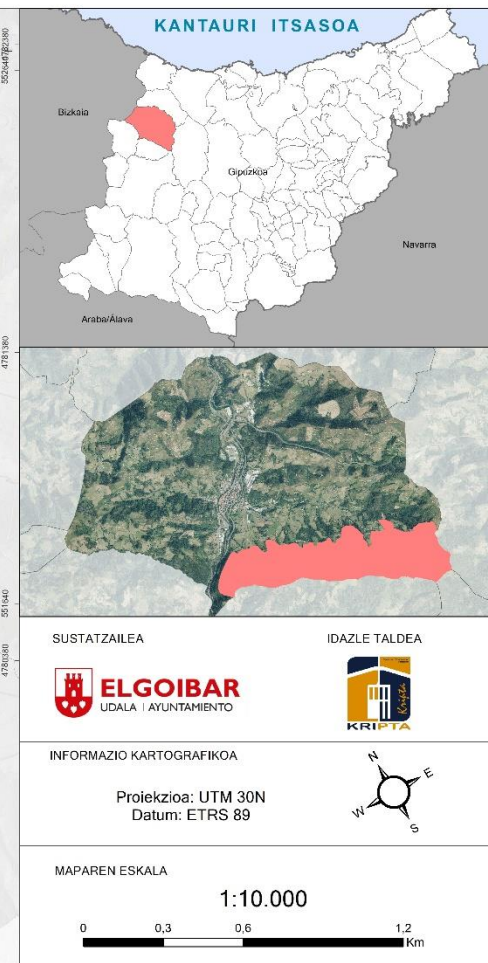 KANTAURI ITSASOA
Bizkaia
Gipuzkoa
Navarra
Araba/Álava
4781380
551640
4780380
SUSTATZAILEA
IDAZLE TALDEA
ELGOIBAR
UDALA | AYUNTAMIENTO
Kripta
KRIPTA
INFORMAZIO KARTOGRAFIKOA
Proiekzioa: UTM 30N
Datum: ETRS 89
N
E
W
S
MAPAREN ESKALA
1:10.000
0 0,3 0,6 1,2
Km